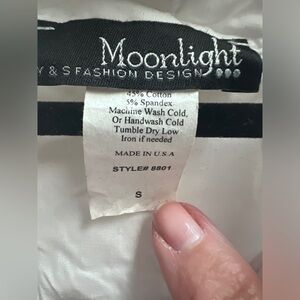 Moonlight
Y & S FASHION DESIGN
45% Cotton
5% Spandex
Machine Wash Cold,
Or Handwash Cold
Tumble Dry Low
Iron if needed
MADE IN U.S.A
STYLE# 8801
S